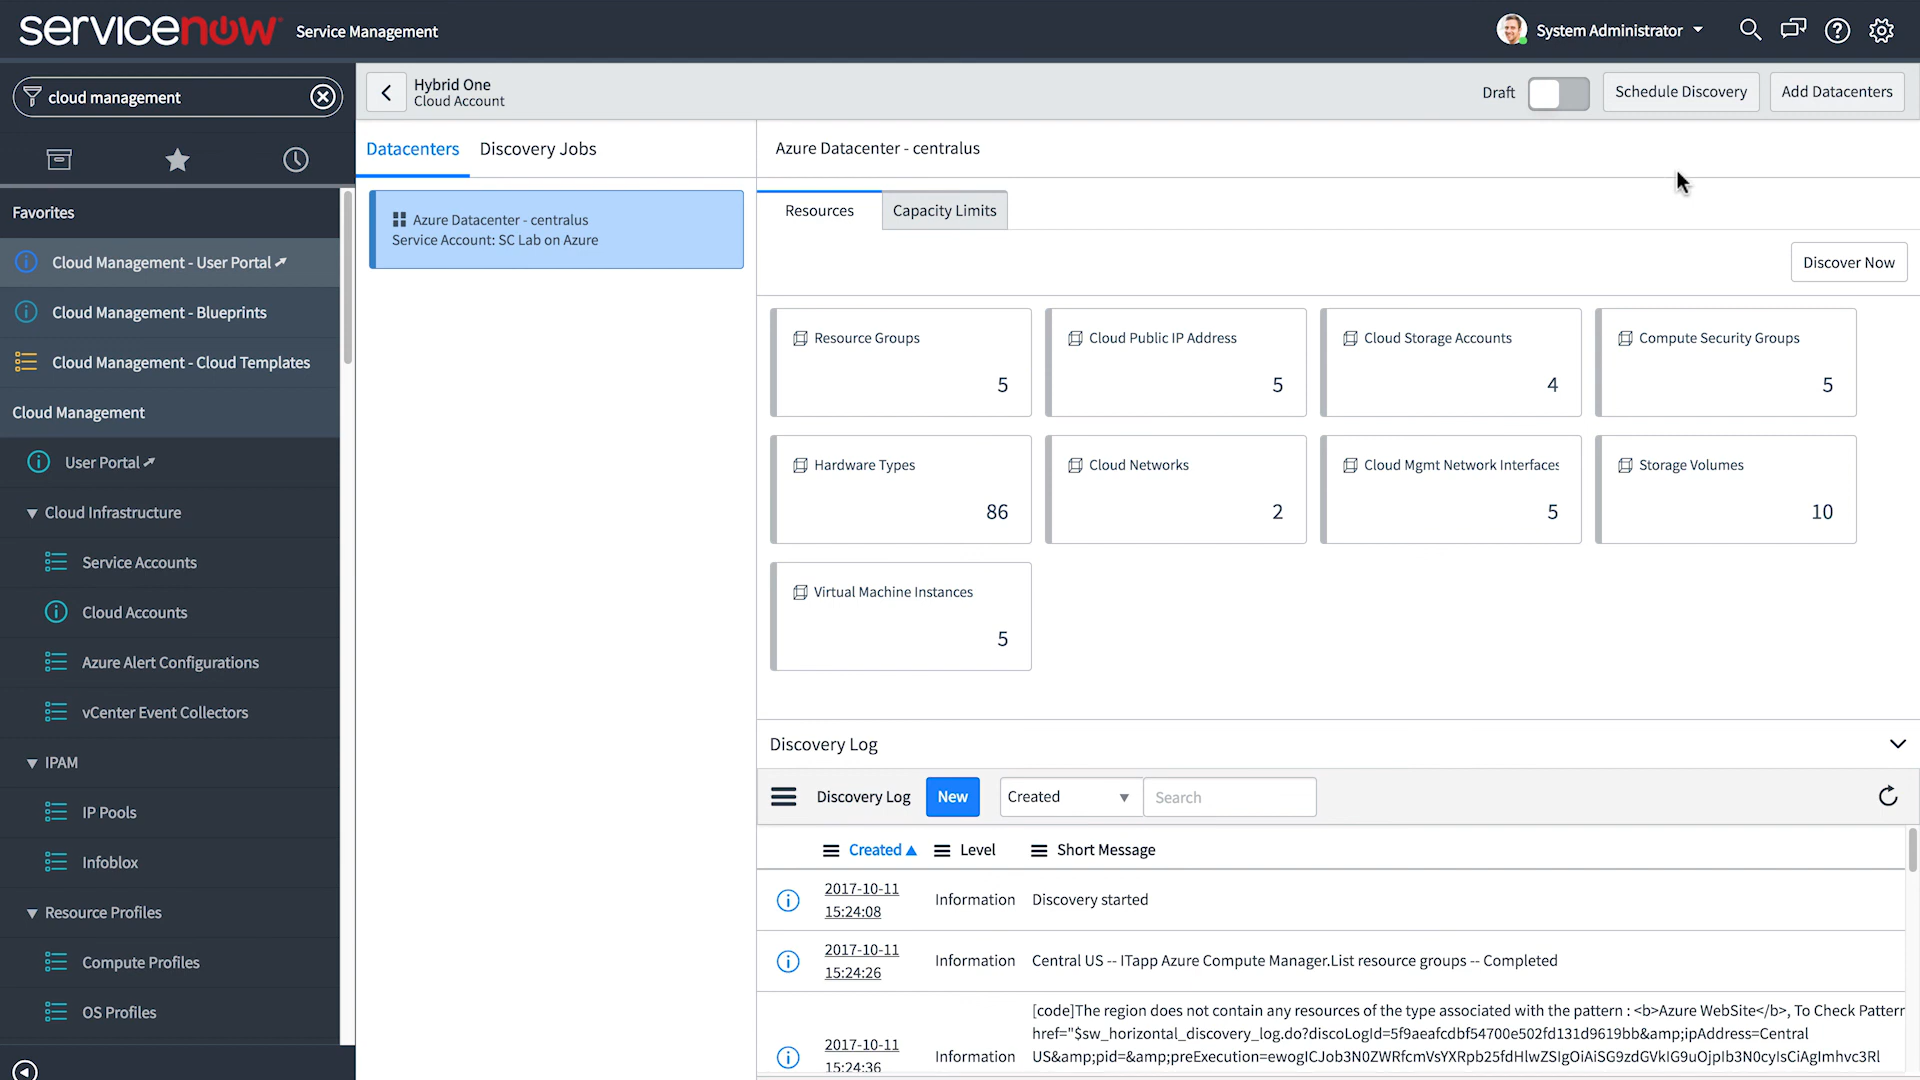 servicenow Service Management
System Administrator
cloud management
Hybrid One
Cloud Account
Draft
Schedule Discovery
Add Datacenters
Favorites
Cloud Management - User Portal
Cloud Management - Blueprints
Cloud Management - Cloud Templates
Cloud Management
User Portal
Cloud Infrastructure
Service Accounts
Cloud Accounts
Azure Alert Configurations
vCenter Event Collectors
IPAM
IP Pools
Infoblox
Resource Profiles
Compute Profiles
OS Profiles
Datacenters
Discovery Jobs
Azure Datacenter - centralus
Service Account: SC Lab on Azure
Azure Datacenter - centralus
Resources
Capacity Limits
Discover Now
Resource Groups
5
Cloud Public IP Address
5
Cloud Storage Accounts
4
Compute Security Groups
5
Hardware Types
86
Cloud Networks
2
Cloud Mgmt Network Interfaces
5
Storage Volumes
10
Virtual Machine Instances
5
Discovery Log
Discovery Log
New
Created
Search
Created
Level
Short Message
2017-10-11
15:24:08
Information
Discovery started
2017-10-11
15:24:26
Information
Central US -- ITapp Azure Compute Manager.List resource groups -- Completed
2017-10-11
15:24:36
Information
[code]The region does not contain any resources of the type associated with the pattern : <b>Azure WebSite</b>, To Check Pattern
href="$sw_horizontal_discovery_log.do?discoLogId=5f9aeafcdbf54700e502fd131d9619bb&amp;ipAddress=Central
US&amp;pid=&amp;preExecution=ewogICJob3N0ZWRfcmVsYXRpb25fdHlwZSIgOiAiSG9zdGVkIG9uOjpIb3N0cyIsCiAgImhvc3Rl